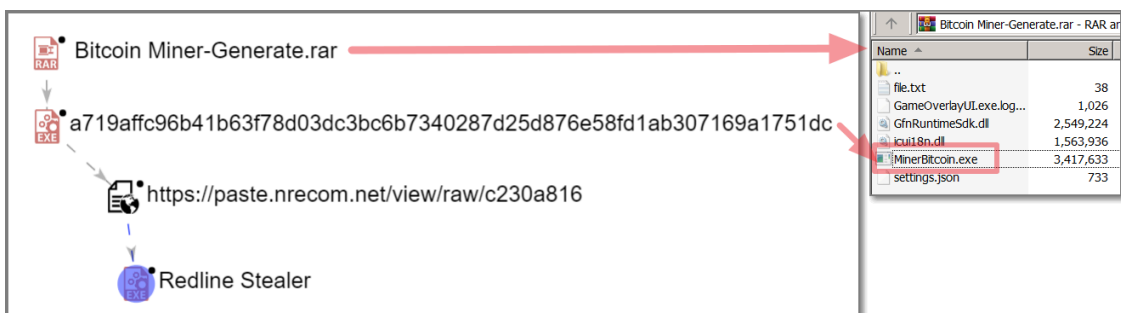 Bitcoin Miner-Generate.rar
RAR
a719affc96b41b63f78d03dc3bc6b7340287d25d876e58fd1ab307169a1751dc
EXE
https://paste.nrecom.net/view/raw/c230a816
Redline Stealer
EXE
Bitcoin Miner-Generate.rar - RAR ar
Name Size
..
file.txt 38
GameOverlayUI.exe.log... 1,026
GfnRuntimeSdk.dll 2,549,224
icui18n.dll 1,563,936
MinerBitcoin.exe 3,417,633
settings.json 733